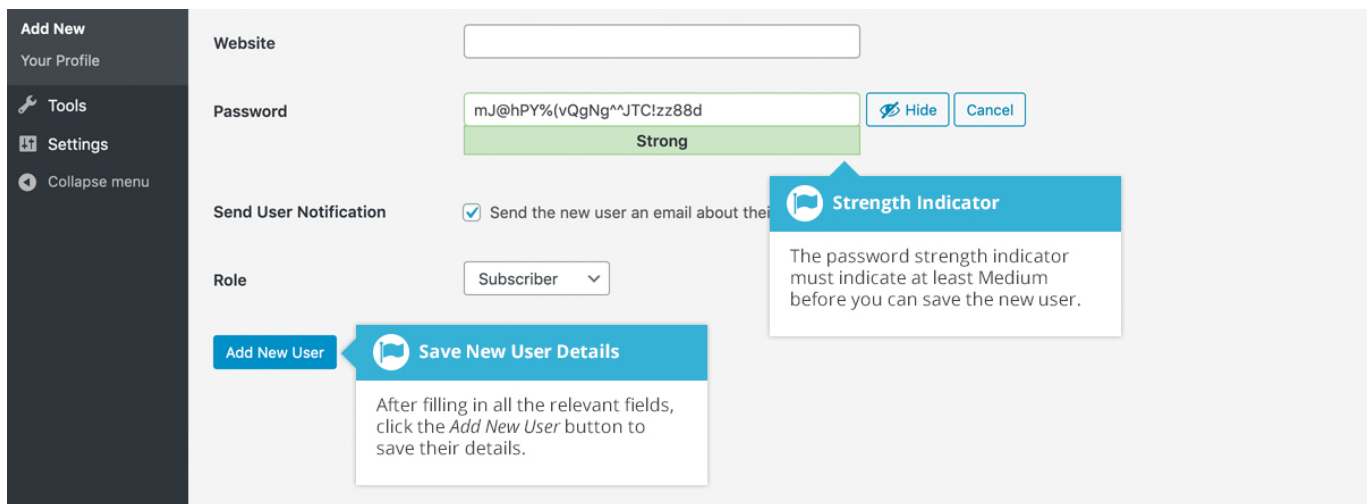 Add New
Your Profile
Tools
Settings
Collapse menu
Website
Password
mJ@hPY%(vQgNg^^JTC!zz88d
Hide
Cancel
Strong
Strength Indicator
The password strength indicator
must indicate at least Medium
before you can save the new user.
Send User Notification
Send the new user an email about thei
Role
Subscriber
Add New User
Save New User Details
After filling in all the relevant fields,
click the Add New User button to
save their details.